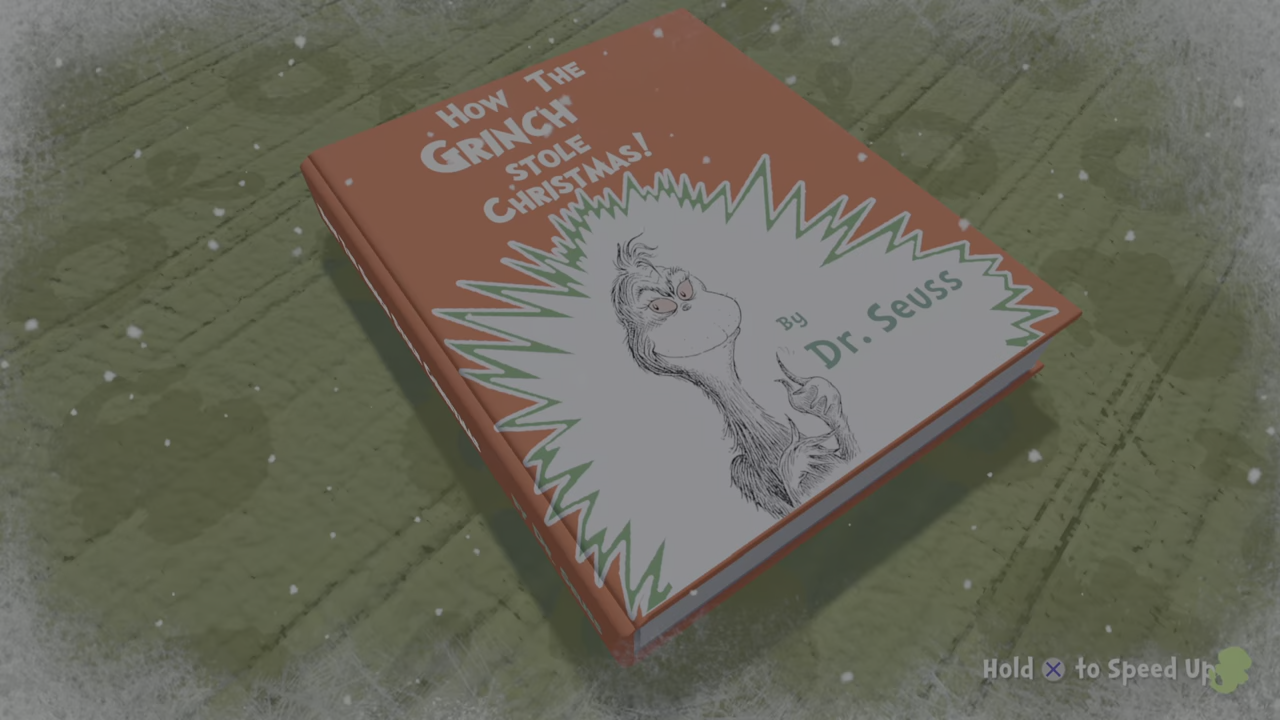 How The
GRINCH
STOLE
CHRISTMAS!
By
Dr. Seuss
Hold ✕ to Speed Up